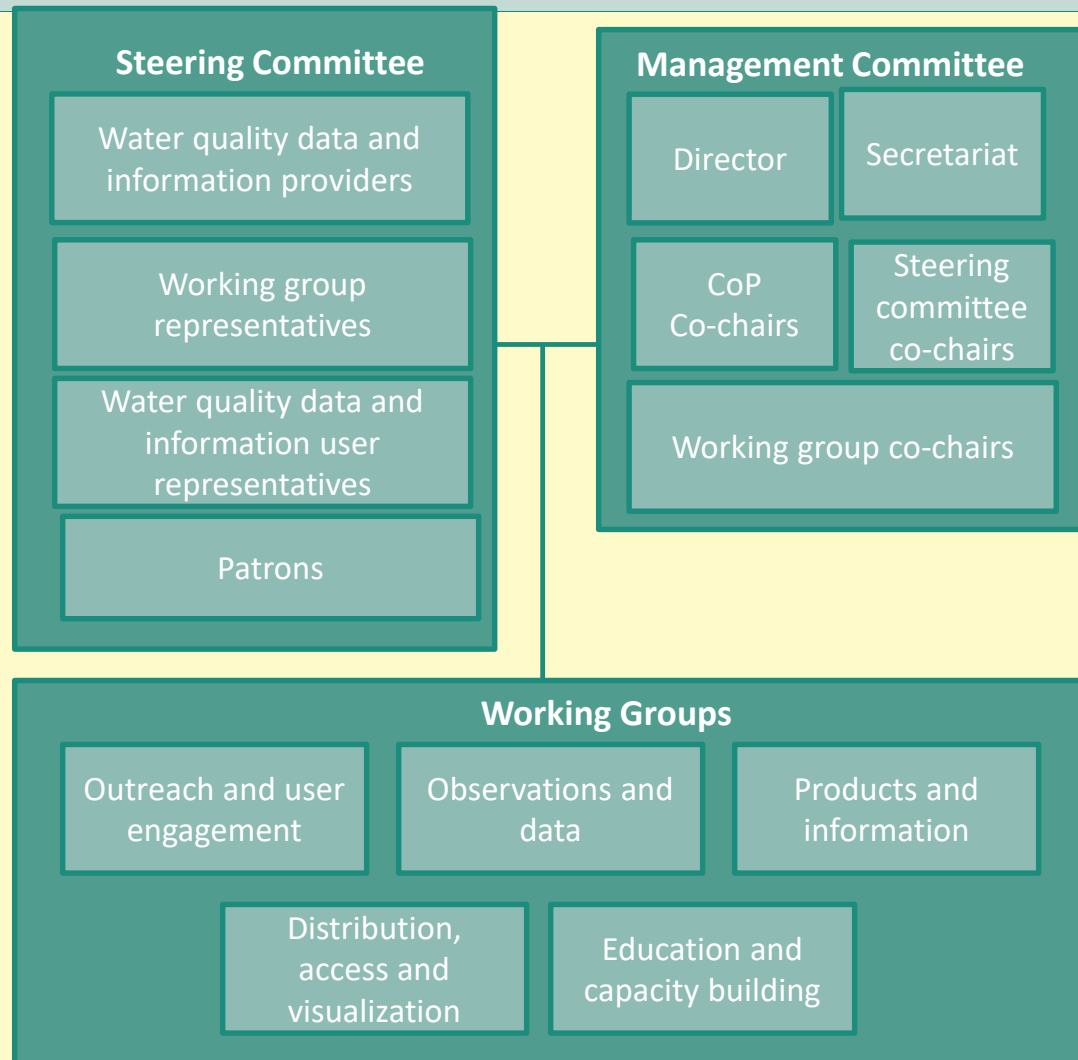 Steering Committee
Water quality data and
information providers
Working group
representatives
Water quality data and
information user
representatives
Patrons
Management Committee
Director
Secretariat
CoP
Co-chairs
Steering
committee
co-chairs
Working group co-chairs
Working Groups
Outreach and user
engagement
Observations and
data
Products and
information
Distribution,
access and
visualization
Education and
capacity building